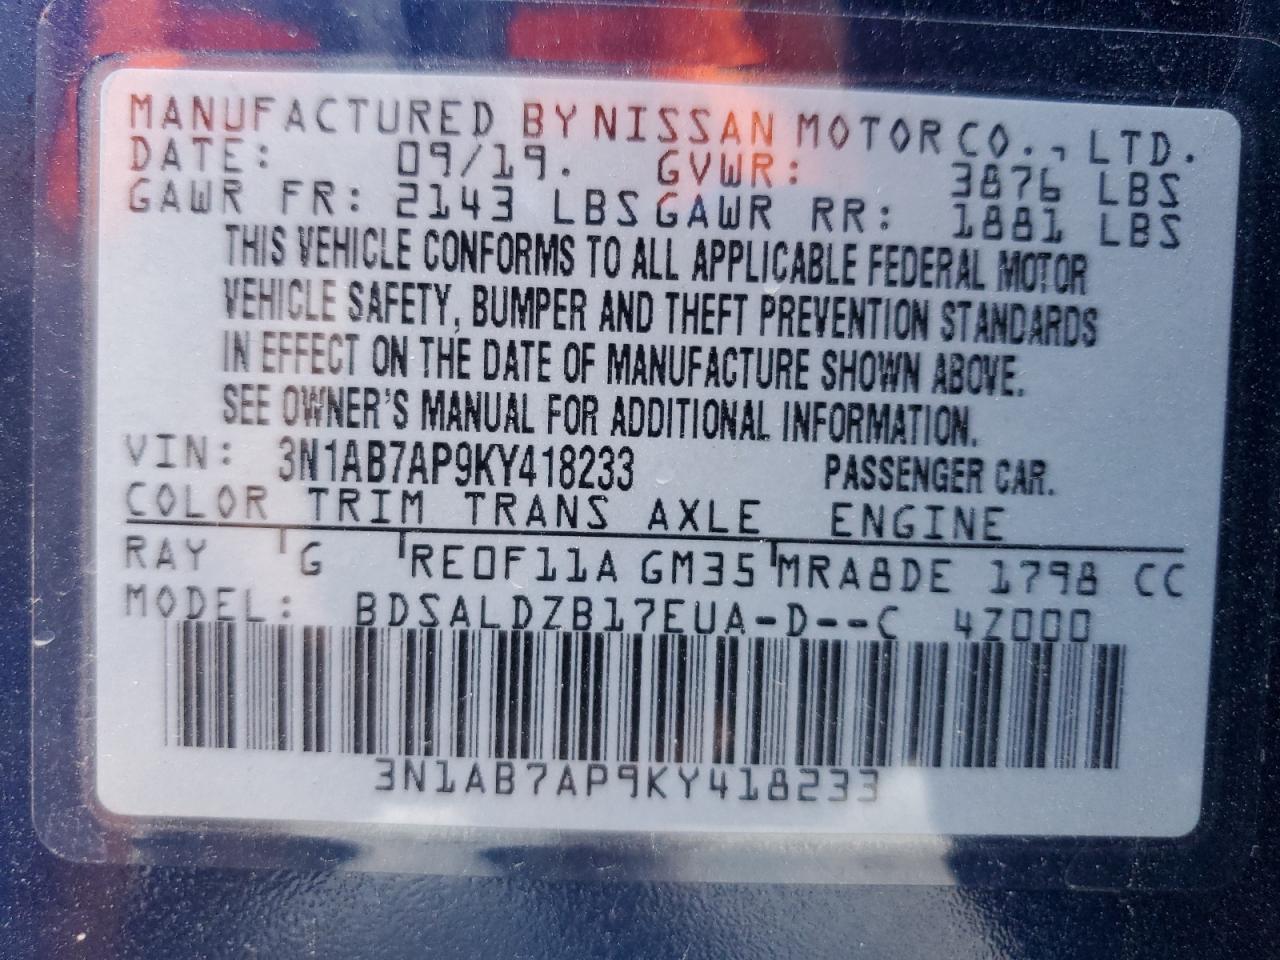 MANUFACTURED BY NISSAN MOTOR CO., LTD.
DATE: 09/19. GVWR: 3876 LBS
GAWR FR: 2143 LBS GAWR RR: 1881 LBS
THIS VEHICLE CONFORMS TO ALL APPLICABLE FEDERAL MOTOR
VEHICLE SAFETY, BUMPER AND THEFT PREVENTION STANDARDS
IN EFFECT ON THE DATE OF MANUFACTURE SHOWN ABOVE.
SEE OWNER'S MANUAL FOR ADDITIONAL INFORMATION.
VIN: 3N1AB7AP9KY418233 PASSENGER CAR.
COLOR TRIM TRANS AXLE ENGINE
RAY G RE0F11A GM35 MRA8DE 1798 CC
MODEL: BDSALDZB17EUA-D--C 4Z000
3N1AB7AP9KY418233